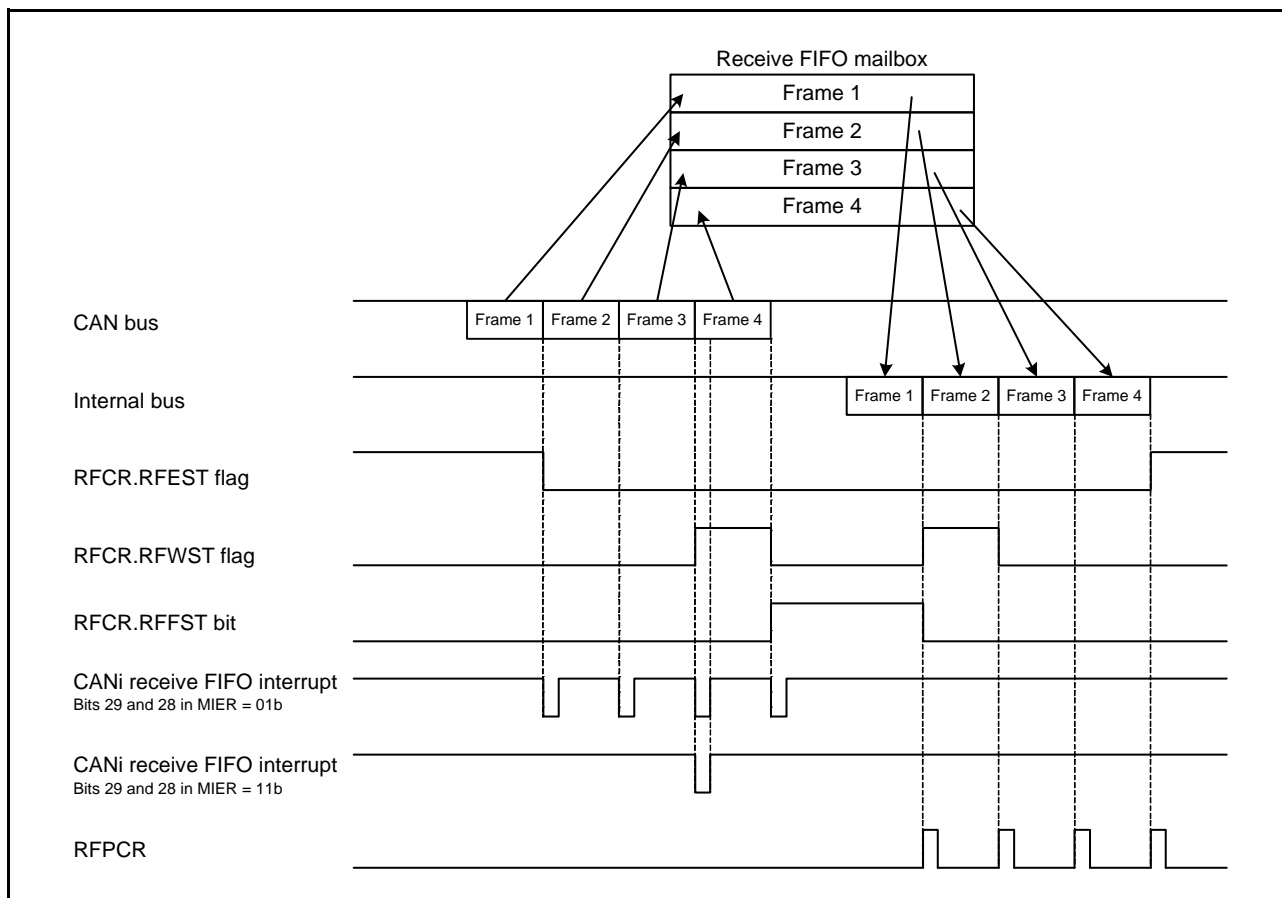 Receive FIFO mailbox
Frame 1
Frame 2
Frame 3
Frame 4
CAN bus
Frame 1 Frame 2 Frame 3 Frame 4
Internal bus
Frame 1 Frame 2 Frame 3 Frame 4
RFCR.RFEST flag
RFCR.RFWST flag
RFCR.RFFST bit
CANi receive FIFO interrupt
Bits 29 and 28 in MIER = 01b
CANi receive FIFO interrupt
Bits 29 and 28 in MIER = 11b
RFPCR